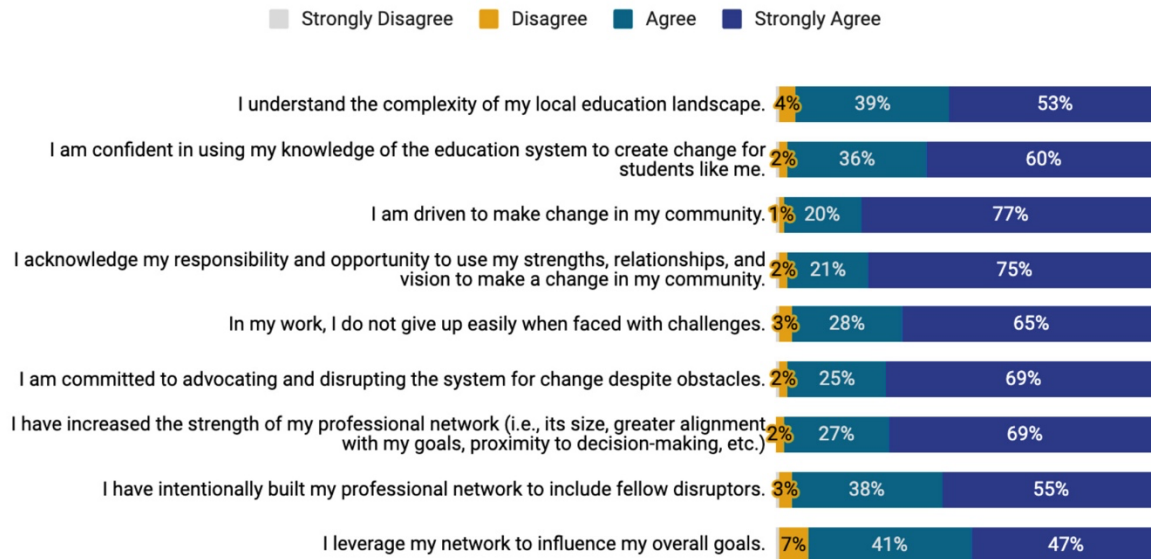 Strongly Disagree Disagree Agree Strongly Agree
I understand the complexity of my local education landscape. 4% 39% 53%
I am confident in using my knowledge of the education system to create change for
students like me. 2% 36% 60%
I am driven to make change in my community. 1% 20% 77%
I acknowledge my responsibility and opportunity to use my strengths, relationships, and
vision to make a change in my community. 2% 21% 75%
In my work, I do not give up easily when faced with challenges. 3% 28% 65%
I am committed to advocating and disrupting the system for change despite obstacles. 2% 25% 69%
I have increased the strength of my professional network (i.e., its size, greater alignment
with my goals, proximity to decision-making, etc.) 2% 27% 69%
I have intentionally built my professional network to include fellow disruptors. 3% 38% 55%
I leverage my network to influence my overall goals. 7% 41% 47%